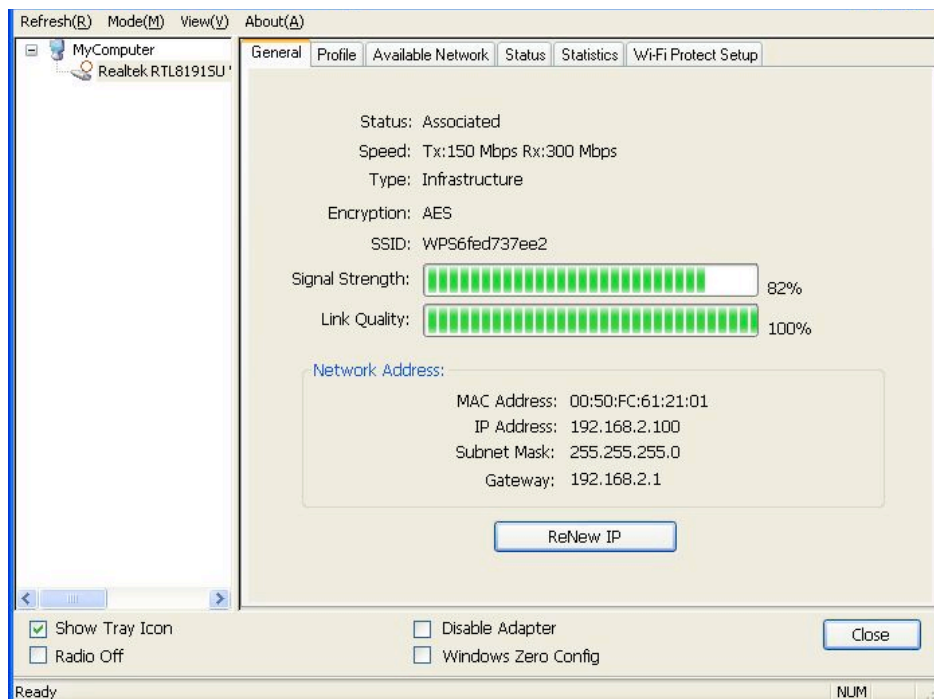 Refresh(R) Mode(M) View(V) About(A)
MyComputer
Realtek RTL8191SU
General Profile Available Network Status Statistics Wi-Fi Protect Setup
Status: Associated
Speed: Tx:150 Mbps Rx:300 Mbps
Type: Infrastructure
Encryption: AES
SSID: WPS6fed737ee2
Signal Strength: 82%
Link Quality: 100%
Network Address:
MAC Address: 00:50:FC:61:21:01
IP Address: 192.168.2.100
Subnet Mask: 255.255.255.0
Gateway: 192.168.2.1
ReNew IP
Show Tray Icon Disable Adapter Close
Radio Off Windows Zero Config
Ready NUM